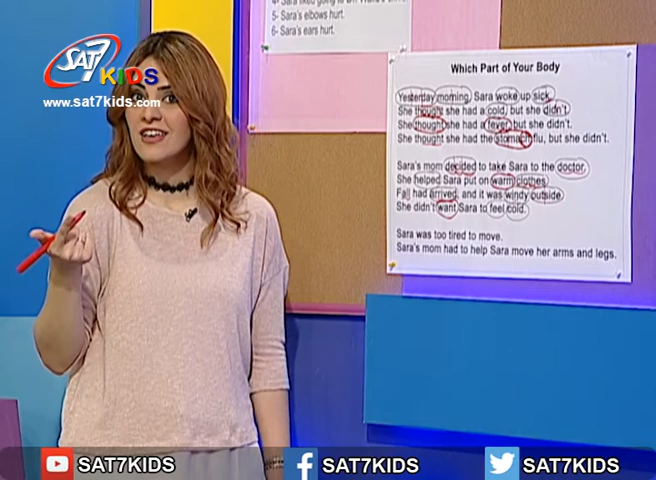 4- Sara liked going to
5- Sara's elbows hurt.
6- Sara's ears hurt.
SAT7
KIDS
www.sat7kids.com
Which Part of Your Body
Yesterday morning, Sara woke up sick.
She thought she had a cold, but she didn't.
She thought she had a fever, but she didn't.
She thought she had the stomach flu, but she didn't.
Sara's mom decided to take Sara to the doctor.
She helped Sara put on warm clothes.
Fall had arrived, and it was windy outside.
She didn't want Sara to feel cold.
Sara was too tired to move.
Sara's mom had to help Sara move her arms and legs.
SAT7KIDS
SAT7KIDS
SAT7KIDS